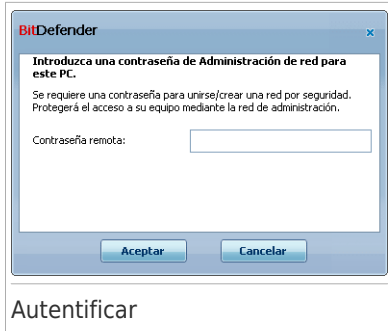 BitDefender
Introduzca una contraseña de Administración de red para
este PC.
Se requiere una contraseña para unirse/crear una red por seguridad.
Protegerá el acceso a su equipo mediante la red de administración.
Contraseña remota:
Aceptar Cancelar
Autentificar